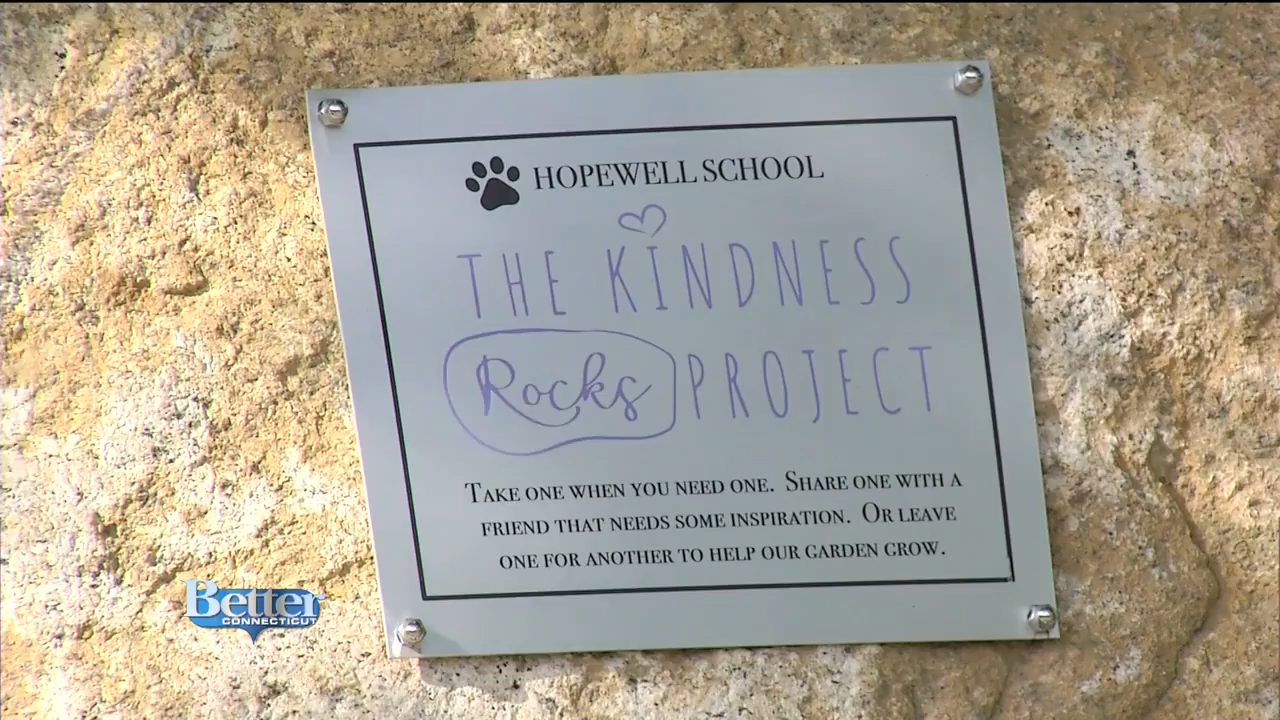 HOPEWELL SCHOOL
THE KINDNESS
Rocks PROJECT
TAKE ONE WHEN YOU NEED ONE. SHARE ONE WITH A
FRIEND THAT NEEDS SOME INSPIRATION. OR LEAVE
ONE FOR ANOTHER TO HELP OUR GARDEN GROW.
Better
CONNECTICUT